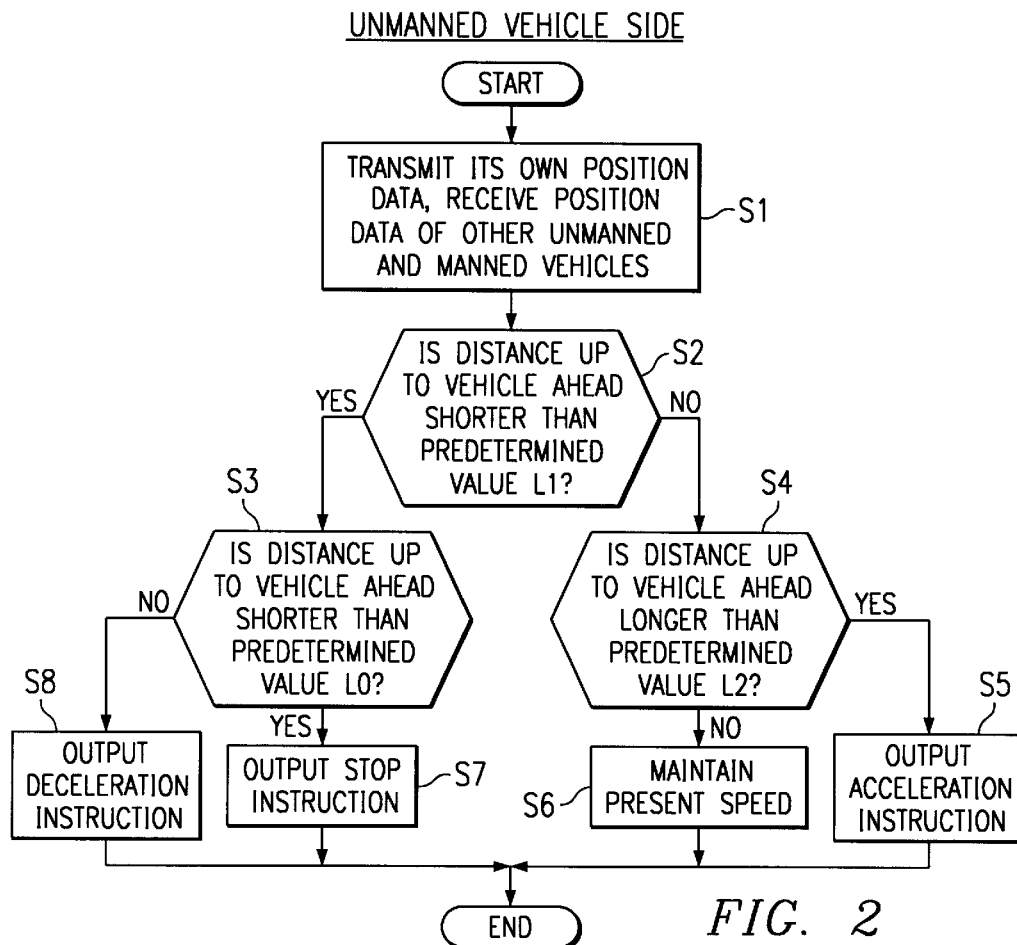 UNMANNED VEHICLE SIDE
START
TRANSMIT ITS OWN POSITION
DATA, RECEIVE POSITION
DATA OF OTHER UNMANNED
AND MANNED VEHICLES
S1
IS DISTANCE UP
TO VEHICLE AHEAD
SHORTER THAN
PREDETERMINED
VALUE L1?
S2
YES
NO
S3
IS DISTANCE UP
TO VEHICLE AHEAD
SHORTER THAN
PREDETERMINED
VALUE L0?
NO
YES
S4
IS DISTANCE UP
TO VEHICLE AHEAD
LONGER THAN
PREDETERMINED
VALUE L2?
YES
NO
S8
OUTPUT
DECELERATION
INSTRUCTION
OUTPUT STOP
INSTRUCTION
S7
S6
MAINTAIN
PRESENT SPEED
S5
OUTPUT
ACCELERATION
INSTRUCTION
END
FIG. 2